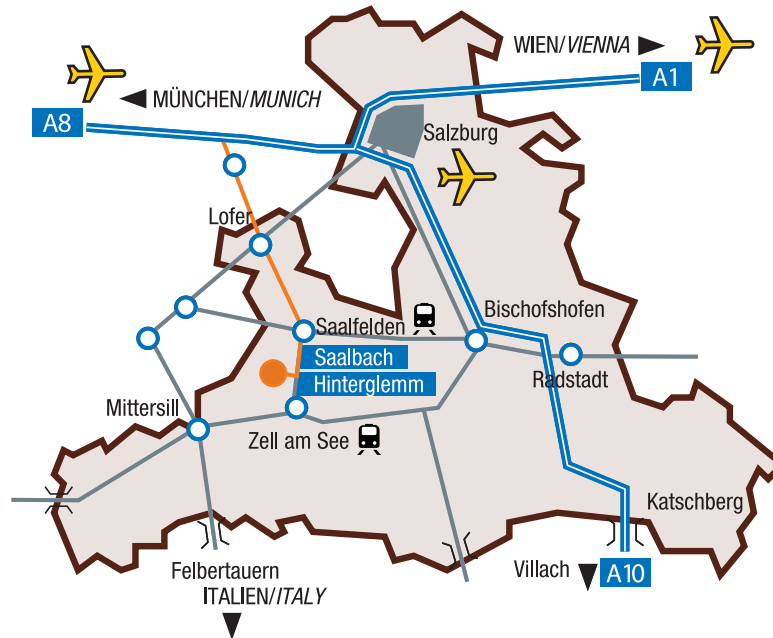 WIEN/VIENNA
A1
MÜNCHEN/MUNICH
A8
Salzburg
Lofer
Bischofshofen
Saalfelden
Saalbach
Hinterglemm
Radstadt
Mittersill
Zell am See
Katschberg
Felbertauern
ITALIEN/ITALY
Villach
A10